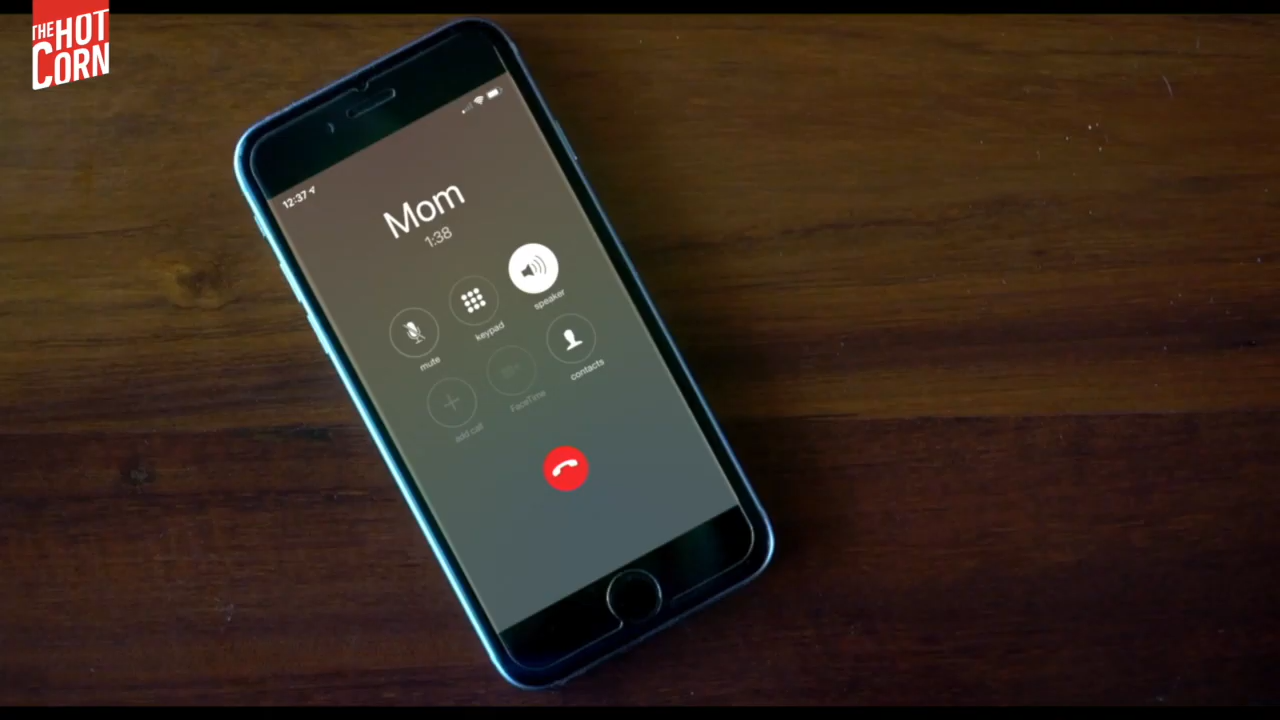 THE HOT
CORN
12:37
Mom
1:38
mute
keypad
speaker
add call
FaceTime
contacts